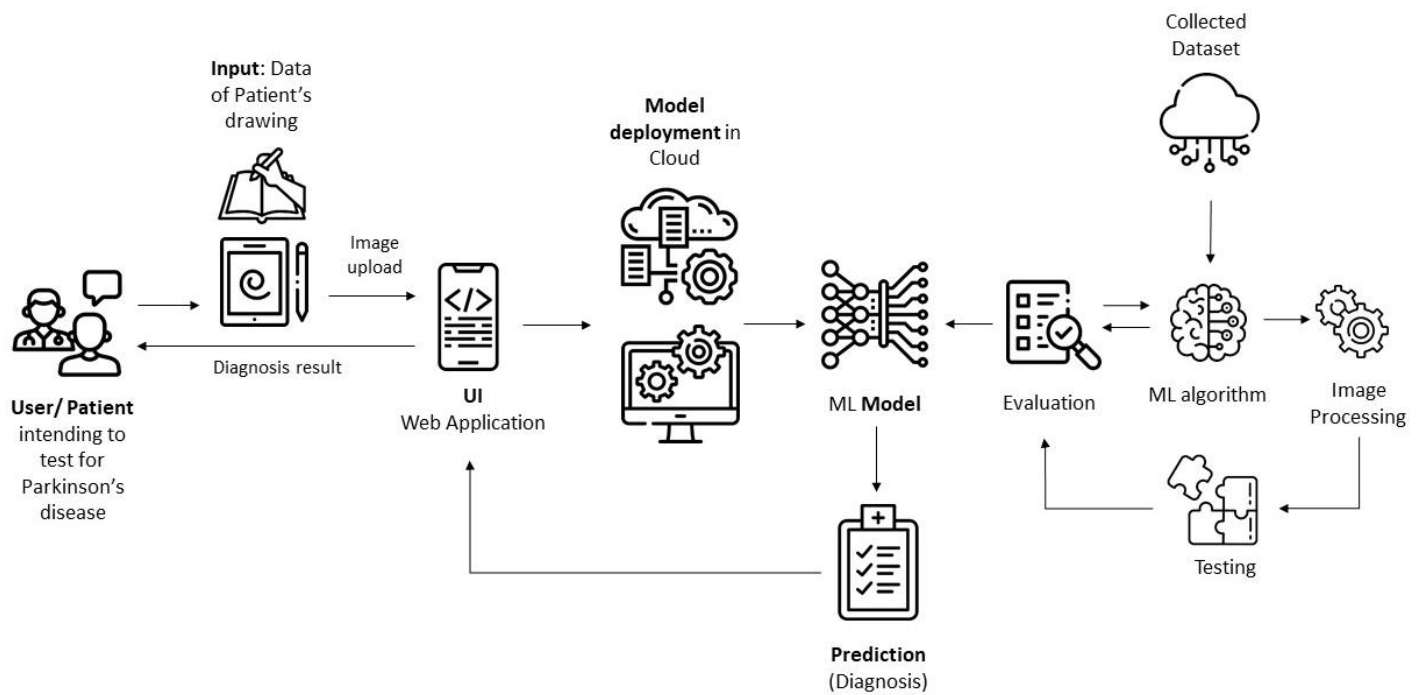 Collected
Dataset
Input: Data
of Patient’s
drawing
Model
deployment in
Cloud
Image
upload
</>
Diagnosis result
User/ Patient
intending to
test for
Parkinson’s
disease
UI
Web Application
ML Model
Evaluation
ML algorithm
Image
Processing
Testing
Prediction
(Diagnosis)